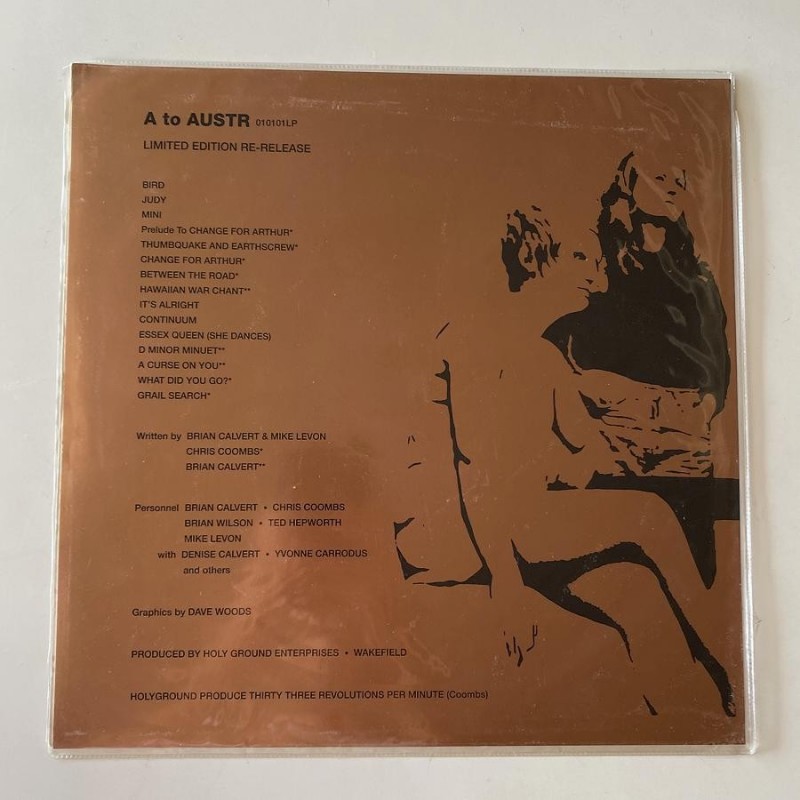 A to AUSTR 010101LP
LIMITED EDITION RE-RELEASE
BIRD
JUDY
MINI
Prelude To CHANGE FOR ARTHUR*
THUMBQUAKE AND EARTHSCREW*
CHANGE FOR ARTHUR*
BETWEEN THE ROAD*
HAWAIIAN WAR CHANT**
IT'S ALRIGHT
CONTINUUM
ESSEX QUEEN (SHE DANCES)
D MINOR MINUET**
A CURSE ON YOU**
WHAT DID YOU GO?*
GRAIL SEARCH*
Written by BRIAN CALVERT & MIKE LEVON
CHRIS COOMBS*
BRIAN CALVERT**
Personnel BRIAN CALVERT • CHRIS COOMBS
BRIAN WILSON • TED HEPWORTH
MIKE LEVON
with DENISE CALVERT • YVONNE CARRODUS
and others
Graphics by DAVE WOODS
PRODUCED BY HOLY GROUND ENTERPRISES • WAKEFIELD
HOLYGROUND PRODUCE THIRTY THREE REVOLUTIONS PER MINUTE (Coombs)